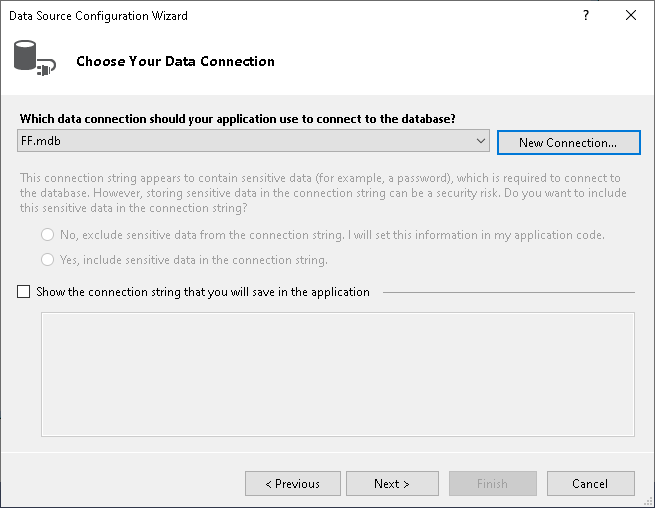 Data Source Configuration Wizard
?
Choose Your Data Connection
Which data connection should your application use to connect to the database?
FF.mdb
New Connection...
This connection string appears to contain sensitive data (for example, a password), which is required to connect to
the database. However, storing sensitive data in the connection string can be a security risk. Do you want to include
this sensitive data in the connection string?
No, exclude sensitive data from the connection string. I will set this information in my application code.
Yes, include sensitive data in the connection string.
Show the connection string that you will save in the application
< Previous
Next >
Finish
Cancel